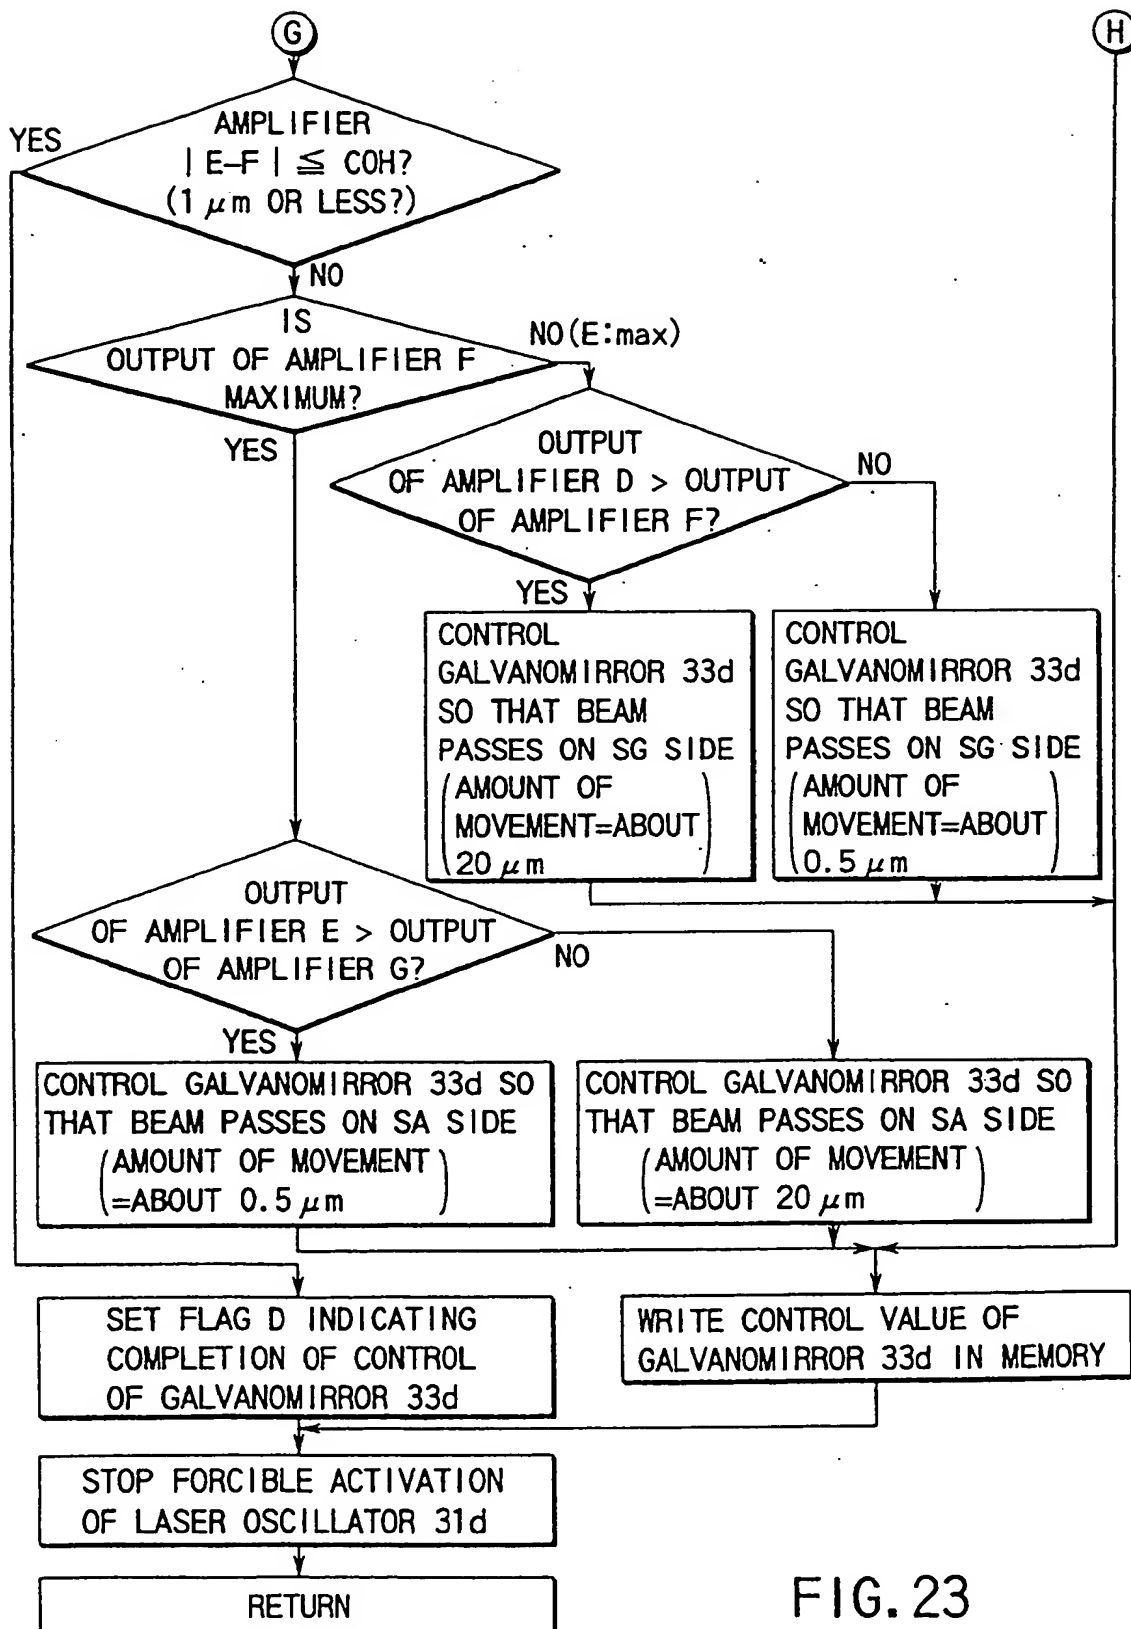 G
H
YES
AMPLIFIER
| E–F | ≦ COH?
(1 μm OR LESS?)
NO
IS
OUTPUT OF AMPLIFIER F
MAXIMUM?
NO(E:max)
YES
OUTPUT
OF AMPLIFIER D > OUTPUT
OF AMPLIFIER F?
NO
YES
CONTROL
GALVANOMIRROR 33d
SO THAT BEAM
PASSES ON SG SIDE
(AMOUNT OF
MOVEMENT=ABOUT
20 μm)
CONTROL
GALVANOMIRROR 33d
SO THAT BEAM
PASSES ON SG SIDE
(AMOUNT OF
MOVEMENT=ABOUT
0.5 μm)
OUTPUT
OF AMPLIFIER E > OUTPUT
OF AMPLIFIER G?
NO
YES
CONTROL GALVANOMIRROR 33d SO
THAT BEAM PASSES ON SA SIDE
(AMOUNT OF MOVEMENT
=ABOUT 0.5 μm)
CONTROL GALVANOMIRROR 33d SO
THAT BEAM PASSES ON SA SIDE
(AMOUNT OF MOVEMENT
=ABOUT 20 μm)
SET FLAG D INDICATING
COMPLETION OF CONTROL
OF GALVANOMIRROR 33d
WRITE CONTROL VALUE OF
GALVANOMIRROR 33d IN MEMORY
STOP FORCIBLE ACTIVATION
OF LASER OSCILLATOR 31d
RETURN
FIG. 23